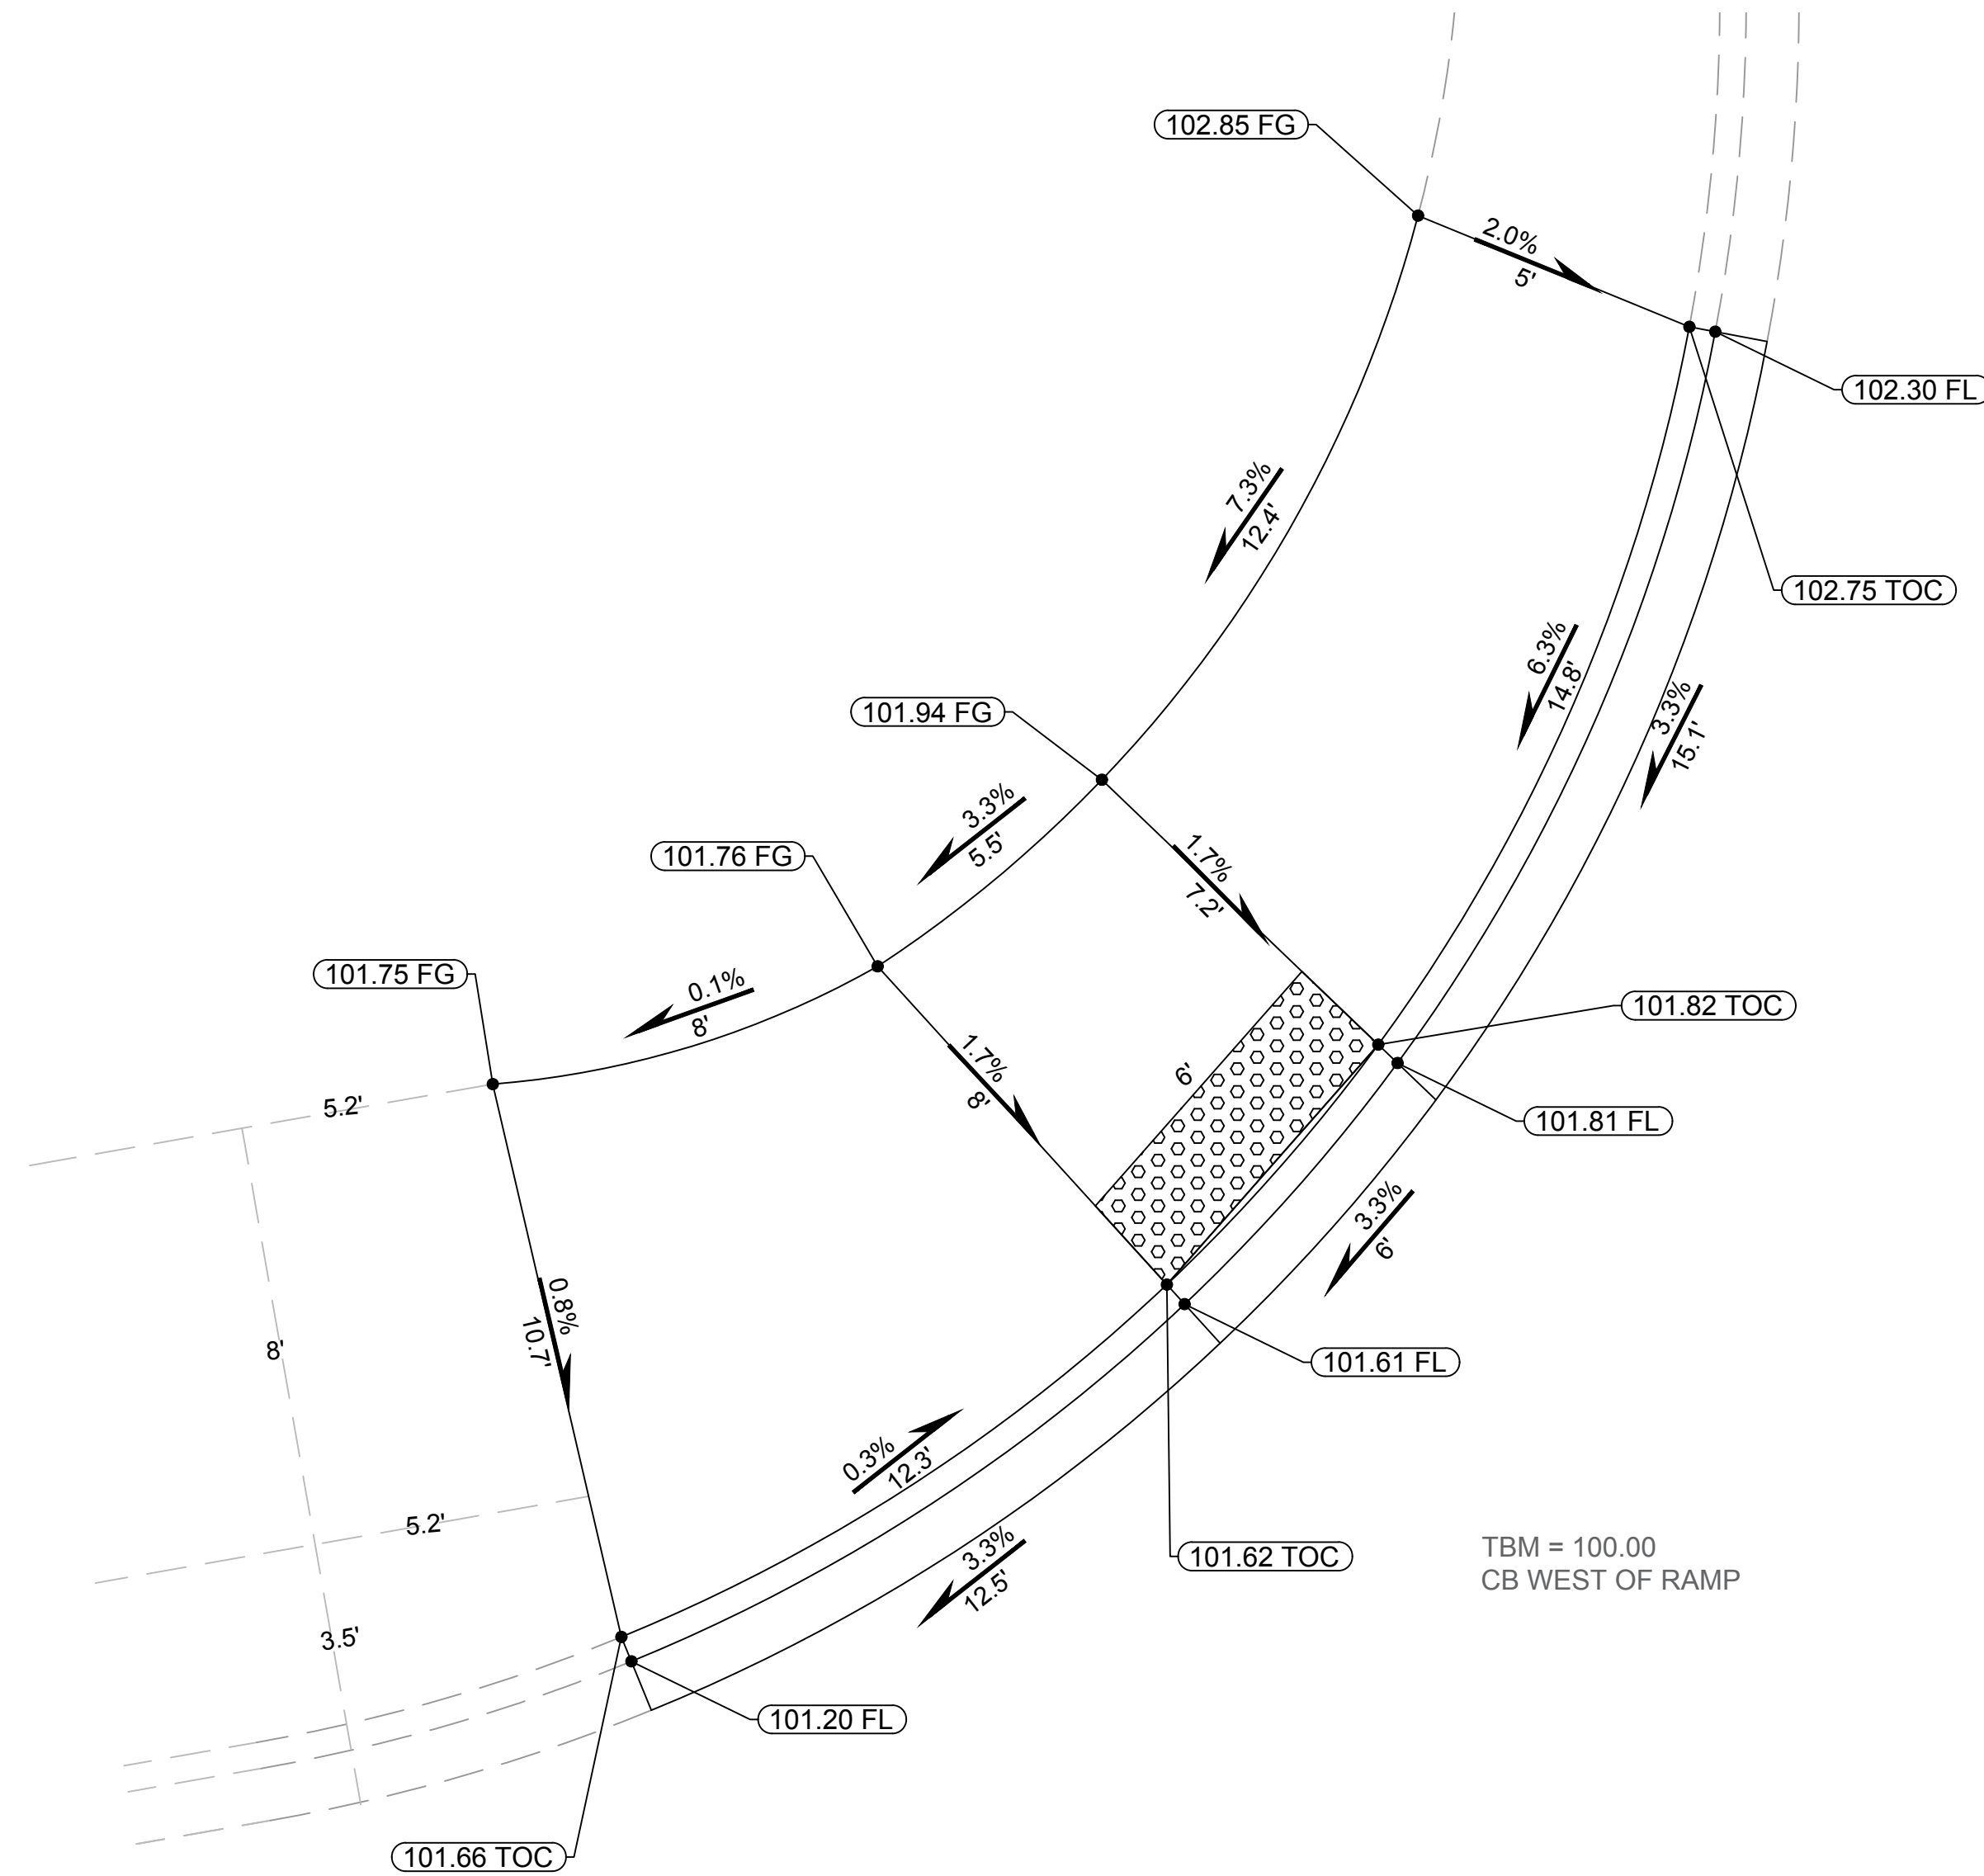 102.85 FG
2.0%
5'
102.30 FL
7.3%
12.4'
102.75 TOC
6.3%
14.8'
3.3%
15.1'
101.94 FG
3.3%
5.5'
1.7%
7.2'
101.76 FG
101.75 FG
0.1%
8'
101.82 TOC
1.7%
8'
6'
5.2'
101.81 FL
3.3%
6'
0.8%
10.7'
8'
101.61 FL
0.3%
12.3'
5.2'
3.3%
12.5'
101.62 TOC
TBM = 100.00
CB WEST OF RAMP
3.5'
101.20 FL
101.66 TOC